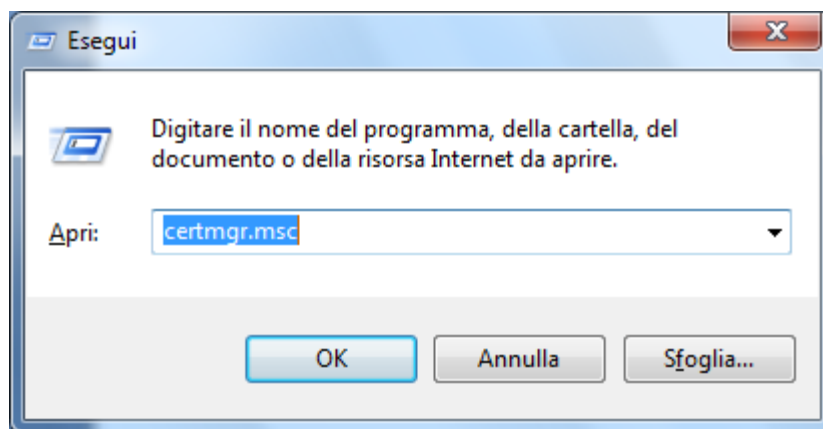 Esegui
Digitare il nome del programma, della cartella, del
documento o della risorsa Internet da aprire.
Apri: certmgr.msc
OK Annulla Sfoglia...